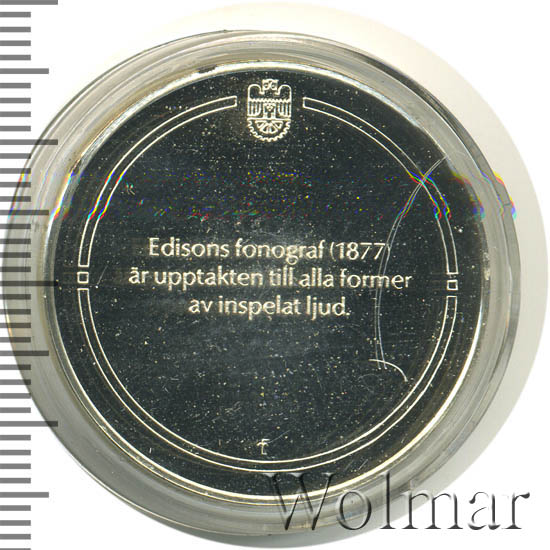 Edisons fonograf (1877)
är upptakten till alla former
av inspelat ljud.
Wolmar